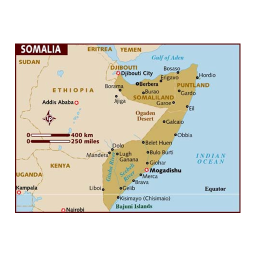 SOMALIA
ERITREA
YEMEN
SUDAN
Gulf of Aden
DJIBOUTI
Djibouti City
Bosaso
Hordio
ETHIOPIA
Berbera
Erigavo
PUNTLAND
Borama
Burao
Gardo
Addis Ababa
Jijga
SOMALILAND
Garoe
Eil
Ogaden
Desert
Galcaio
0
400 km
0
250 miles
Obbia
Dolo
Belet Huen
KENYA
Mandera
Lugh
Ganana
Bulo Burti
INDIAN
OCEAN
UGANDA
Giohar
Mogadishu
Kampala
Merca
Brava
Liboi
Gelib
Equator
Kismayo (Chisimaio)
Nairobi
Bajuni Islands